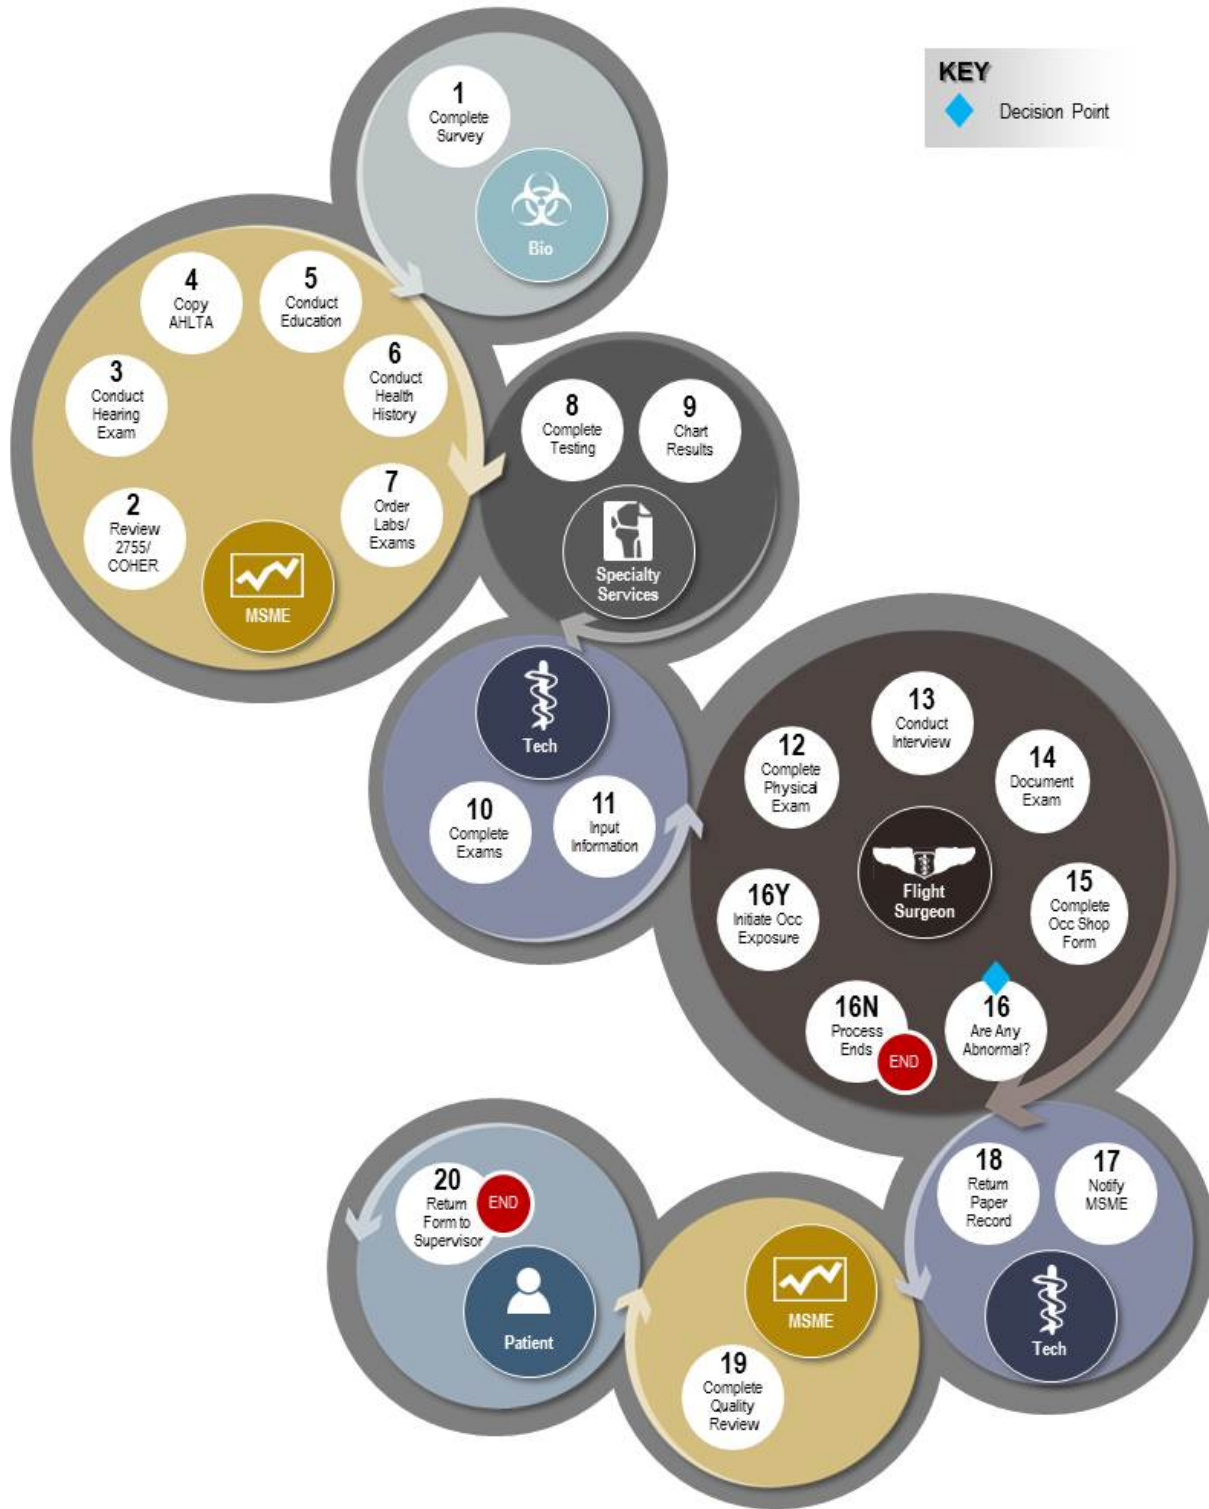 KEY
Decision Point
1
Complete
Survey
Bio
4
Copy
AHLTA
5
Conduct
Education
3
Conduct
Hearing
Exam
6
Conduct
Health
History
2
Review
2755/
COHER
7
Order
Labs/
Exams
MSME
8
Complete
Testing
9
Chart
Results
Specialty
Services
Tech
10
Complete
Exams
11
Input
Information
12
Complete
Physical
Exam
13
Conduct
Interview
14
Document
Exam
Flight
Surgeon
15
Complete
Occ Shop
Form
16Y
Initiate Occ
Exposure
16N
Process
Ends
END
16
Are Any
Abnormal?
18
Return
Paper
Record
17
Notify
MSME
Tech
MSME
19
Complete
Quality
Review
20
Return
Form to
Supervisor
END
Patient